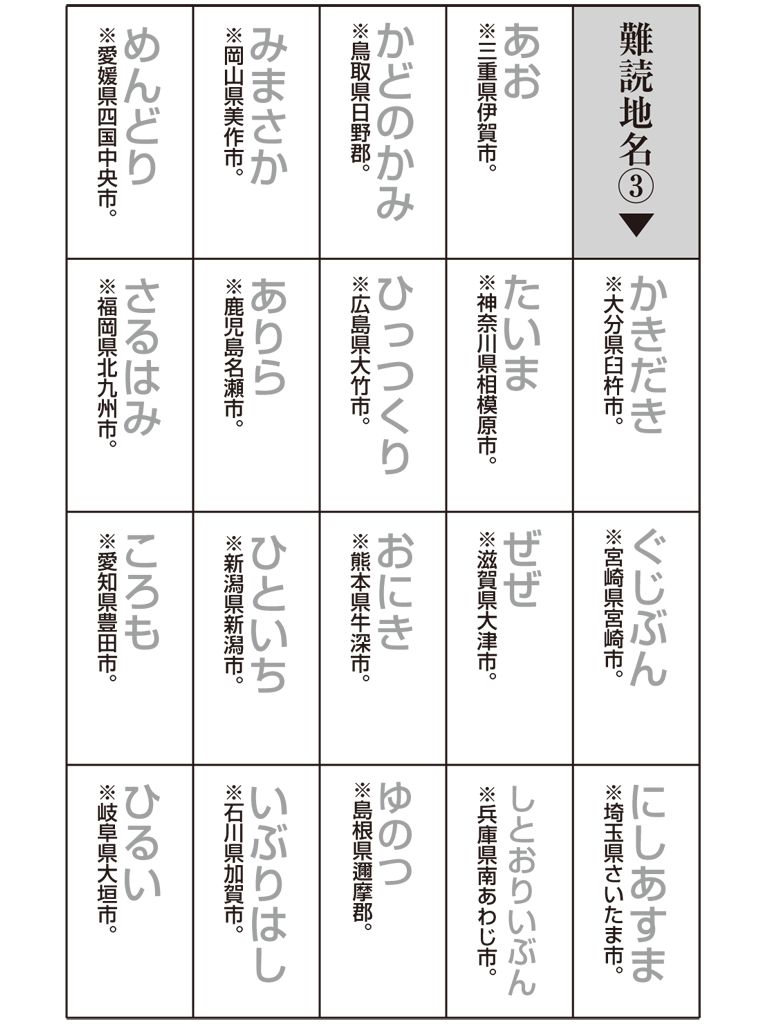 難読地名③▼
かきだき
※大分県臼杵市。
ぐじぶん
※宮崎県宮崎市。
にしあすま
※埼玉県さいたま市。
あお
※三重県伊賀市。
たいま
※神奈川県相模原市。
ぜぜ
※滋賀県大津市。
しとおりいぶん
※兵庫県南あわじ市。
かどのかみ
※鳥取県日野郡。
ひっつくり
※広島県大竹市。
おにき
※熊本県牛深市。
ゆのつ
※島根県邇摩郡。
みまさか
※岡山県美作市。
ありら
※鹿児島名瀬市。
ひといち
※新潟県新潟市。
いぶりはし
※石川県加賀市。
めんどり
※愛媛県四国中央市。
さるはみ
※福岡県北九州市。
ころも
※愛知県豊田市。
ひるい
※岐阜県大垣市。